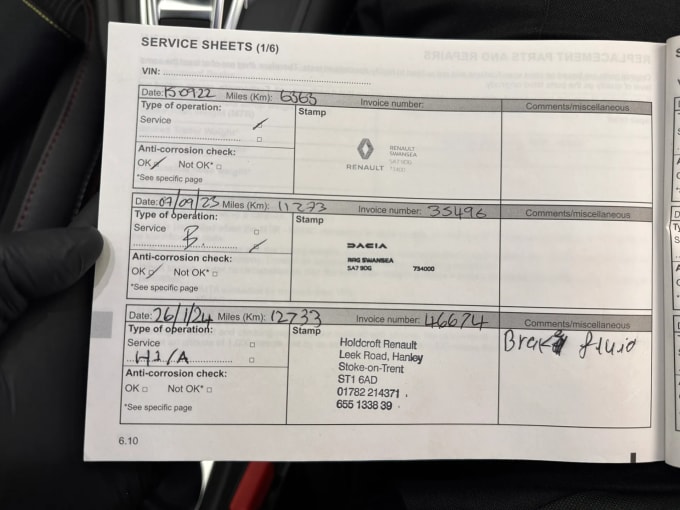 SERVICE SHEETS (1/6)
VIN:
Date: 150922 Miles (Km): 6363 Invoice number: Comments/miscellaneous
Type of operation: Stamp
Service
Anti-corrosion check:
OK Not OK*
*See specific page
RENAULT
RENAULT
SWANSEA
Date: 07/09/23 Miles (Km): 11273 Invoice number: 35496 Comments/miscellaneous
Type of operation: Stamp
Service
B.
Anti-corrosion check:
OK Not OK*
*See specific page
DACIA
RRG SWANSEA
SA7 9DG 734000
Date: 26/1/24 Miles (Km): 12733 Invoice number: 46674 Comments/miscellaneous
Type of operation: Stamp
Service
H2/A
Anti-corrosion check:
OK Not OK*
*See specific page
Holdcroft Renault
Leek Road, Hanley
Stoke-on-Trent
ST1 6AD
01782 214371
655 1338 39
Brake fluid
6.10